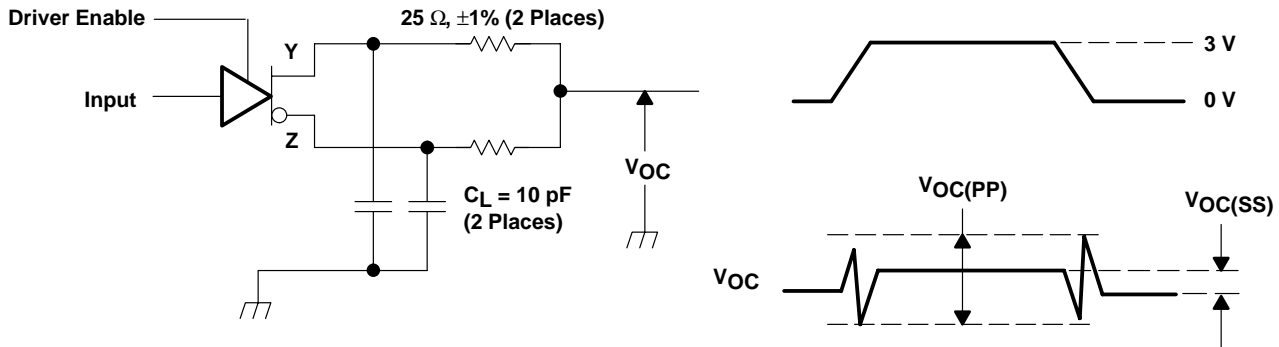 Driver Enable
25 Ω, ±1% (2 Places)
Y
Input
Z
VOC
CL = 10 pF
(2 Places)
3 V
0 V
VOC(PP)
VOC(SS)
VOC